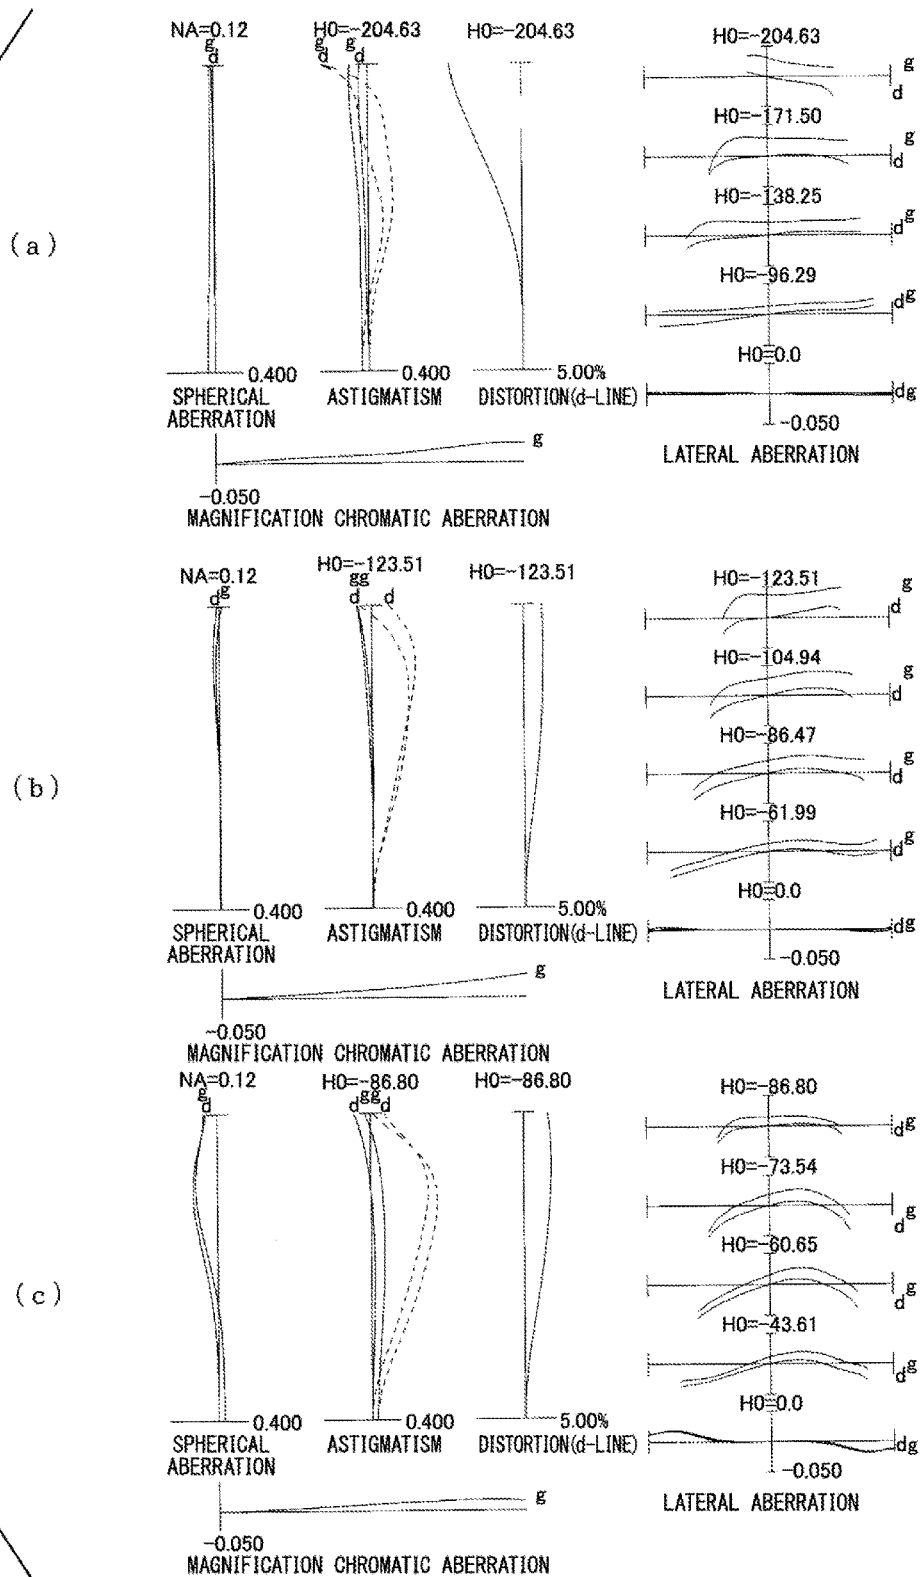 (a)
NA=0.12
g
d
H0=-204.63
g g
d d
H0=-204.63
0.400
SPHERICAL
ABERRATION
0.400
ASTIGMATISM
5.00%
DISTORTION(d-LINE)
H0=-204.63
g
d
H0=-171.50
g
d
H0=-138.25
d g
H0=-96.29
d g
H0=0.0
d g
-0.050
LATERAL ABERRATION
g
-0.050
MAGNIFICATION CHROMATIC ABERRATION
(b)
NA=0.12
d g
H0=-123.51
g g
d d
H0=-123.51
0.400
SPHERICAL
ABERRATION
0.400
ASTIGMATISM
5.00%
DISTORTION(d-LINE)
H0=-123.51
g
d
H0=-104.94
g
d
H0=-86.47
d g
H0=-61.99
d g
H0=0.0
d g
-0.050
LATERAL ABERRATION
g
-0.050
MAGNIFICATION CHROMATIC ABERRATION
(c)
NA=0.12
g
d
H0=-86.80
d g g d
H0=-86.80
0.400
SPHERICAL
ABERRATION
0.400
ASTIGMATISM
5.00%
DISTORTION(d-LINE)
H0=-86.80
d g
H0=-73.54
d g
H0=-60.65
d g
H0=-43.61
d g
H0=0.0
d g
-0.050
LATERAL ABERRATION
g
-0.050
MAGNIFICATION CHROMATIC ABERRATION